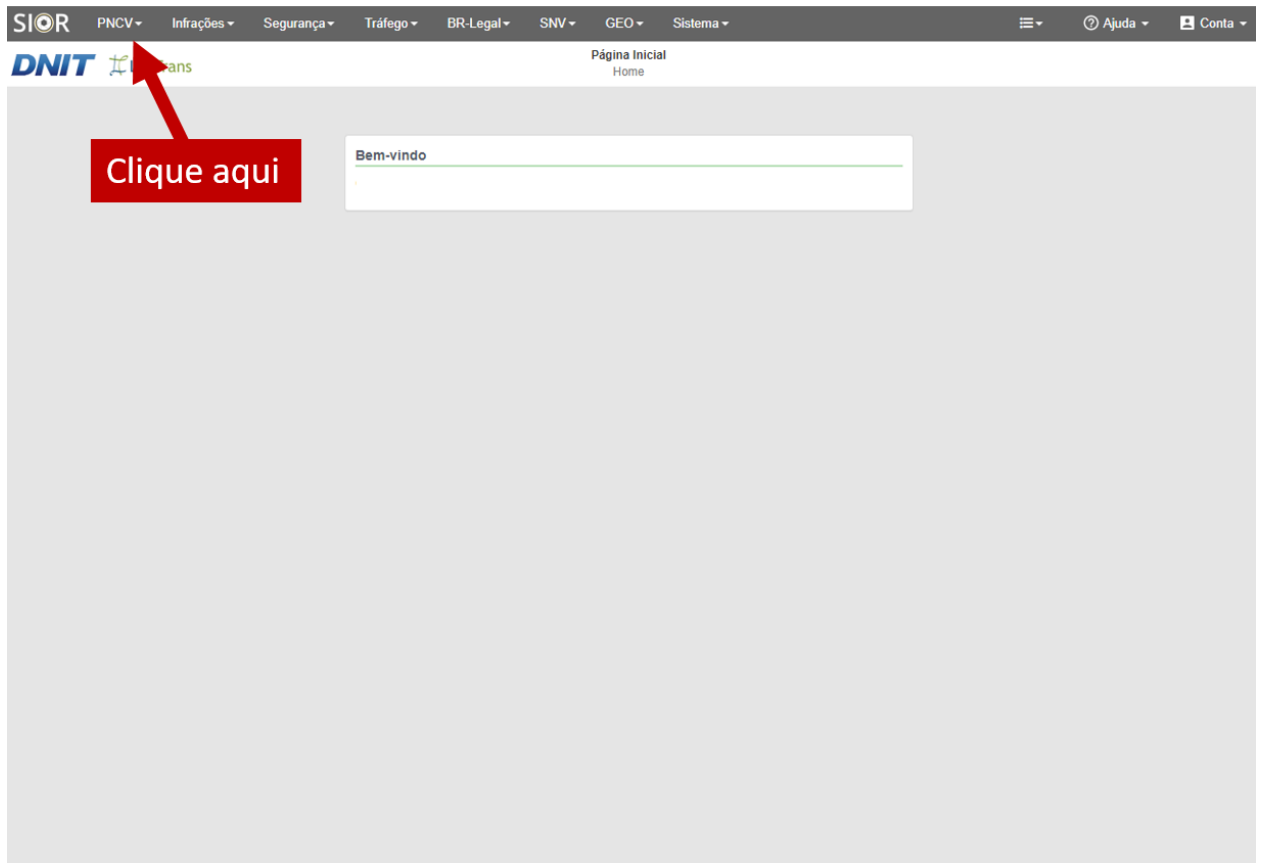 SIOR PNCV Infrações Segurança Tráfego BR-Legal SNV GEO Sistema Ajuda Conta
DNIT
Página Inicial
Home
Clique aqui
Bem-vindo